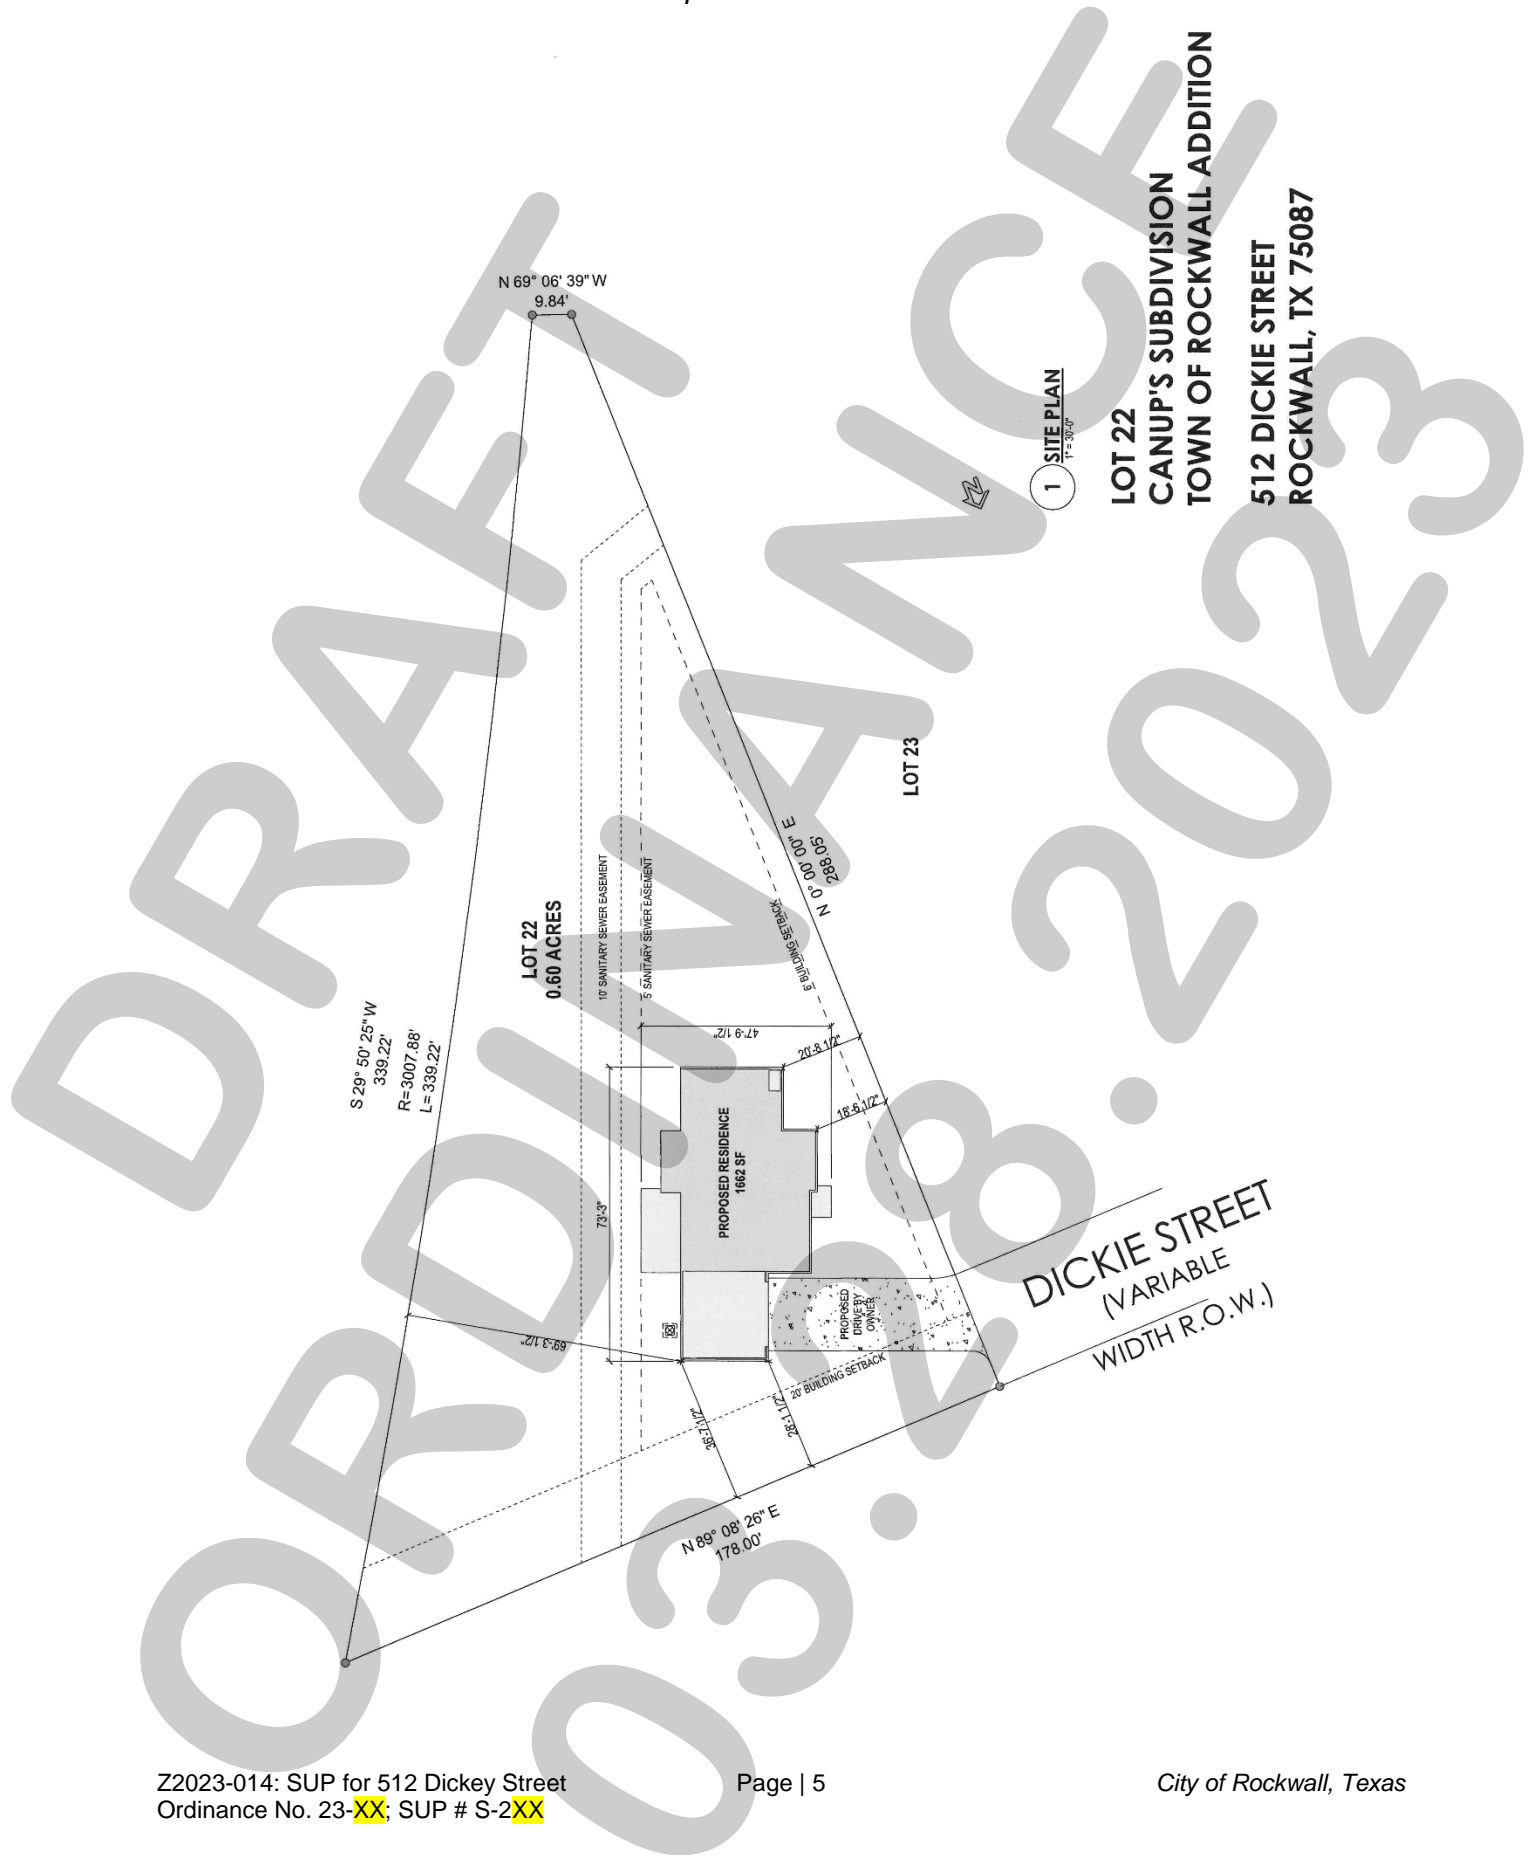 N 69° 06' 39" W
9.84'
1
SITE PLAN
1" = 30'-0"
LOT 22
CANUP'S SUBDIVISION
TOWN OF ROCKWALL ADDITION
512 DICKIE STREET
ROCKWALL, TX 75087
N
LOT 23
N 0° 00' 00" E
288.05'
6' BUILDING SETBACK
LOT 22
0.60 ACRES
10' SANITARY SEWER EASEMENT
5' SANITARY SEWER EASEMENT
S 29° 50' 25" W
339.22'
R=3007.88'
L=339.22'
47'-9 1/2"
20'-8 1/2"
18'-6 1/2"
PROPOSED RESIDENCE
1662 SF
73'-3"
69'-3 1/2"
PROPOSED
DRIVE BY
OWNER
20' BUILDING SETBACK
36'-7 1/2"
28'-1 1/2"
DICKIE STREET
(VARIABLE
WIDTH R.O.W.)
N 89° 08' 26" E
178.00'
DRAFT
ORDINANCE
03.28.2023
Z2023-014: SUP for 512 Dickey Street Page | 5 City of Rockwall, Texas
Ordinance No. 23-XX; SUP # S-2XX